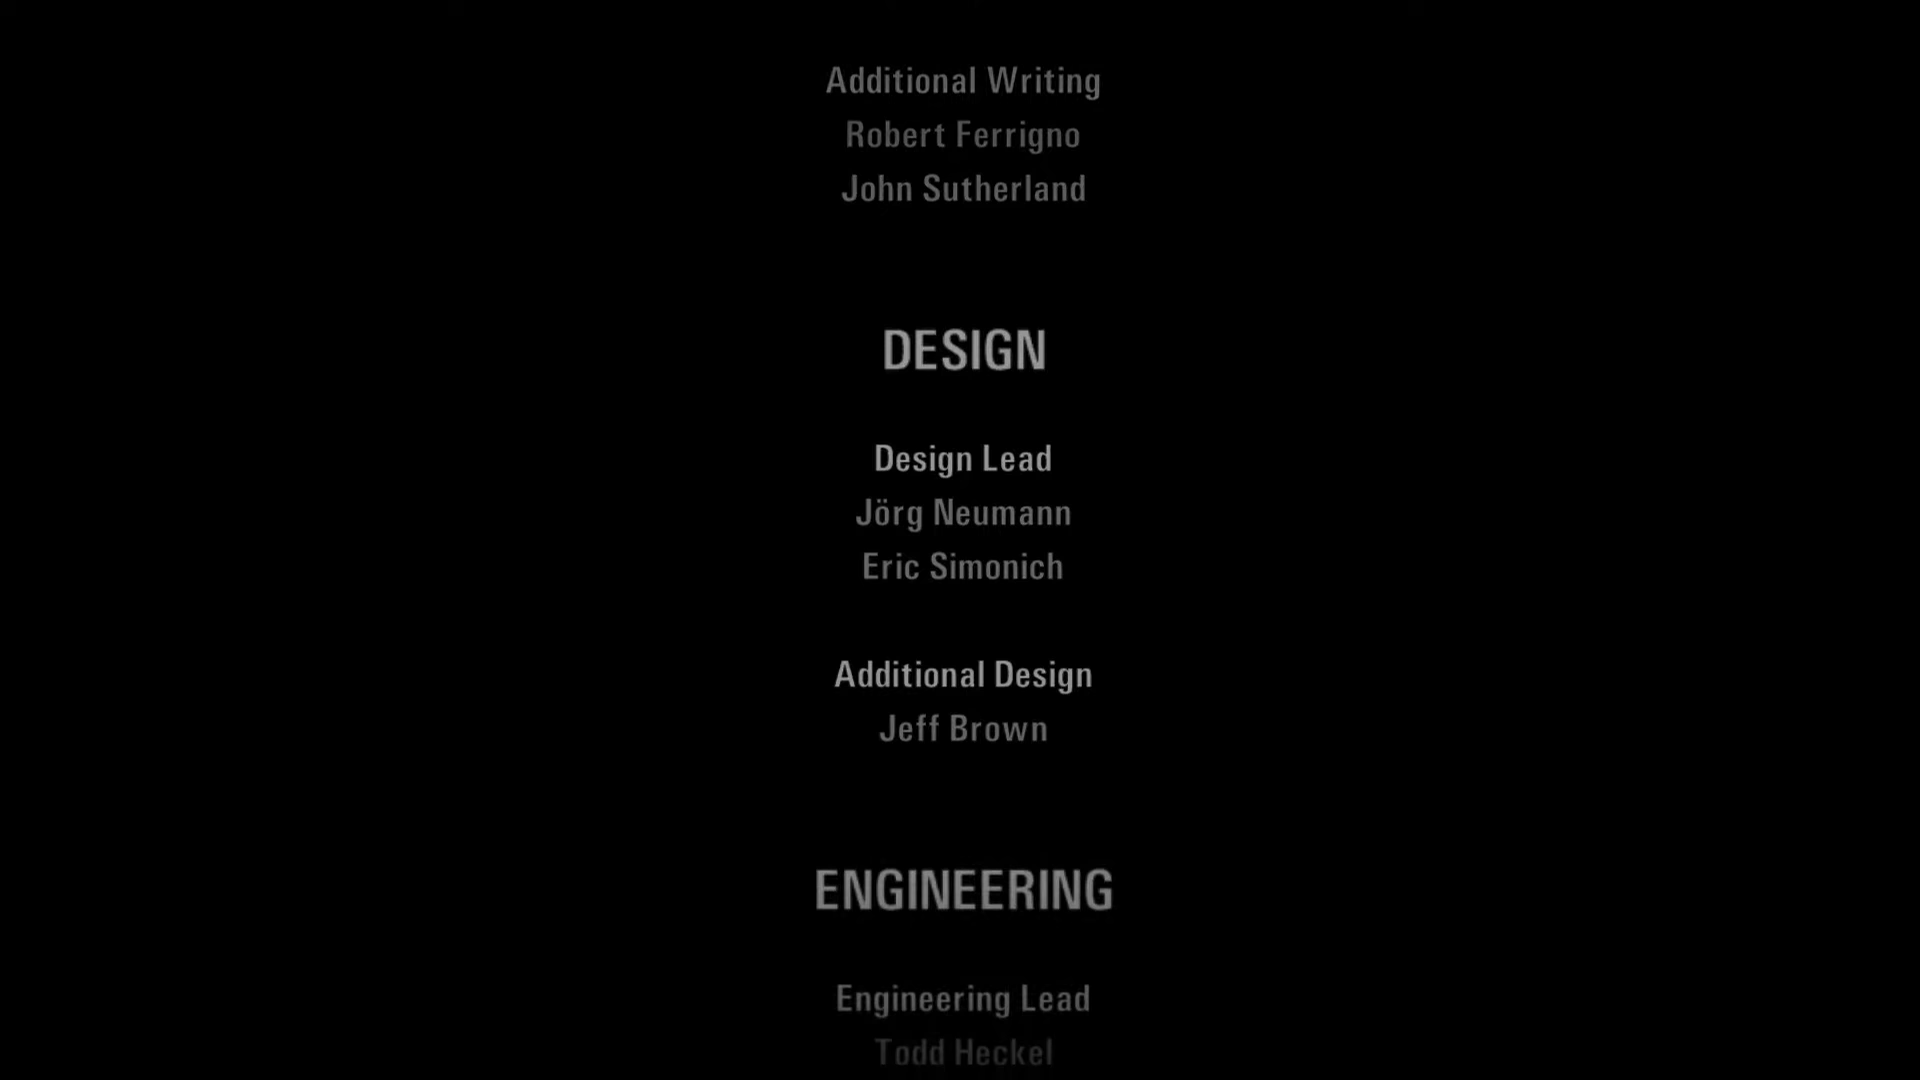 Additional Writing
Robert Ferrigno
John Sutherland
DESIGN
Design Lead
Jörg Neumann
Eric Simonich
Additional Design
Jeff Brown
ENGINEERING
Engineering Lead
Todd Heckel